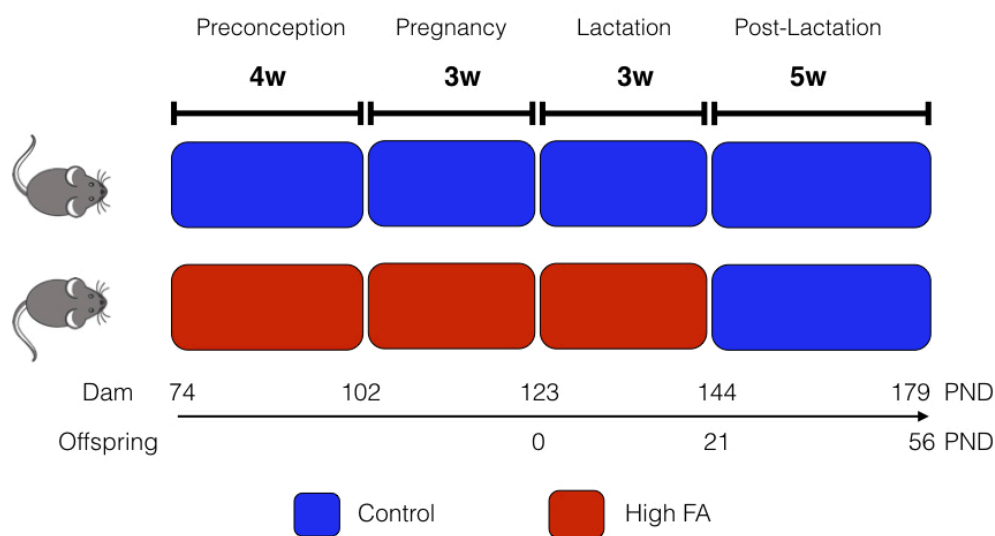 Preconception Pregnancy Lactation Post-Lactation
4w 3w 3w 5w
Dam 74 102 123 144 179 PND
Offspring 0 21 56 PND
Control High FA